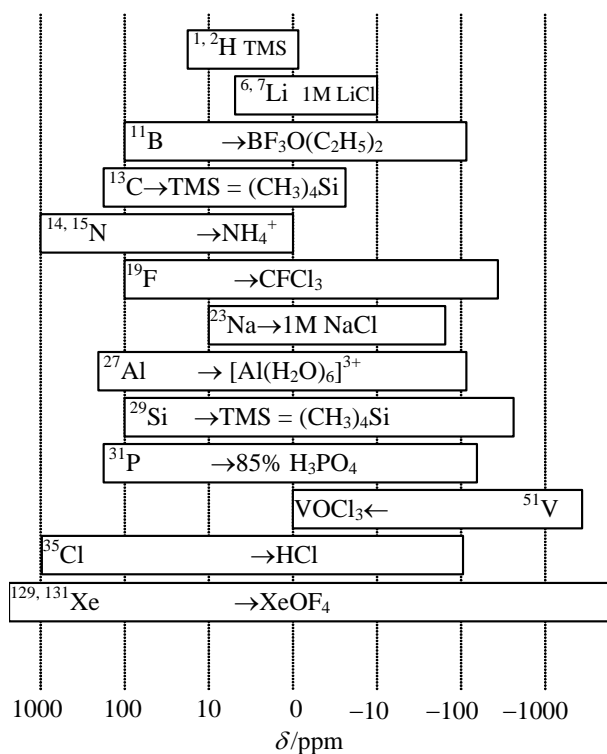 ¹, ²H TMS
⁶, ⁷Li 1M LiCl
¹¹B →BF₃O(C₂H₅)₂
¹³C→TMS = (CH₃)₄Si
¹⁴, ¹⁵N →NH₄⁺
¹⁹F →CFCl₃
²³Na→1M NaCl
²⁷Al → [Al(H₂O)₆]³⁺
²⁹Si →TMS = (CH₃)₄Si
³¹P →85% H₃PO₄
VOCl₃← ⁵¹V
³⁵Cl →HCl
¹²⁹, ¹³¹Xe →XeOF₄
1000 100 10 0 −10 −100 −1000
δ/ppm